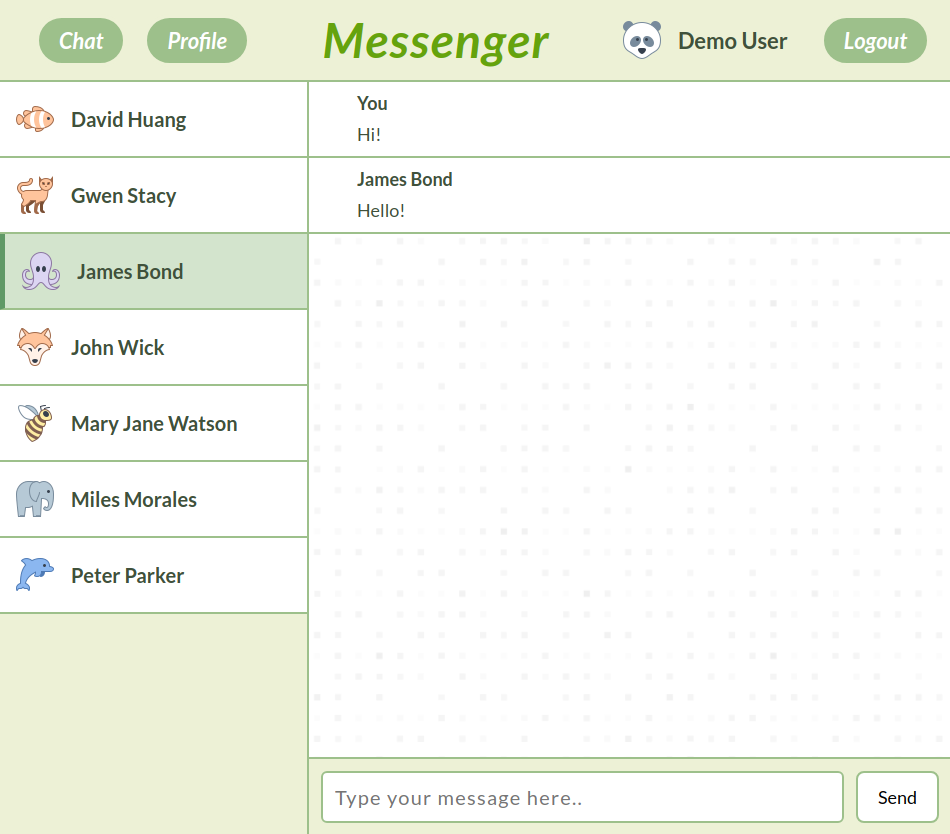 Chat
Profile
Messenger
Demo User
Logout
David Huang
Gwen Stacy
James Bond
John Wick
Mary Jane Watson
Miles Morales
Peter Parker
You
Hi!
James Bond
Hello!
Type your message here..
Send